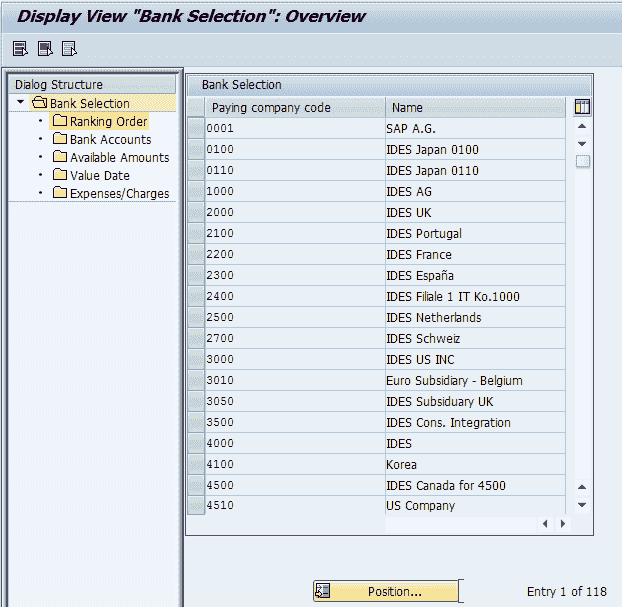 Display View "Bank Selection": Overview
Dialog Structure
Bank Selection
Ranking Order
Bank Accounts
Available Amounts
Value Date
Expenses/Charges
Bank Selection
Paying company code Name
0001 SAP A.G.
0100 IDES Japan 0100
0110 IDES Japan 0110
1000 IDES AG
2000 IDES UK
2100 IDES Portugal
2200 IDES France
2300 IDES España
2400 IDES Filiale 1 IT Ko.1000
2500 IDES Netherlands
2700 IDES Schweiz
3000 IDES US INC
3010 Euro Subsidiary - Belgium
3050 IDES Subsiduary UK
3500 IDES Cons. Integration
4000 IDES
4100 Korea
4500 IDES Canada for 4500
4510 US Company
Position... Entry 1 of 118